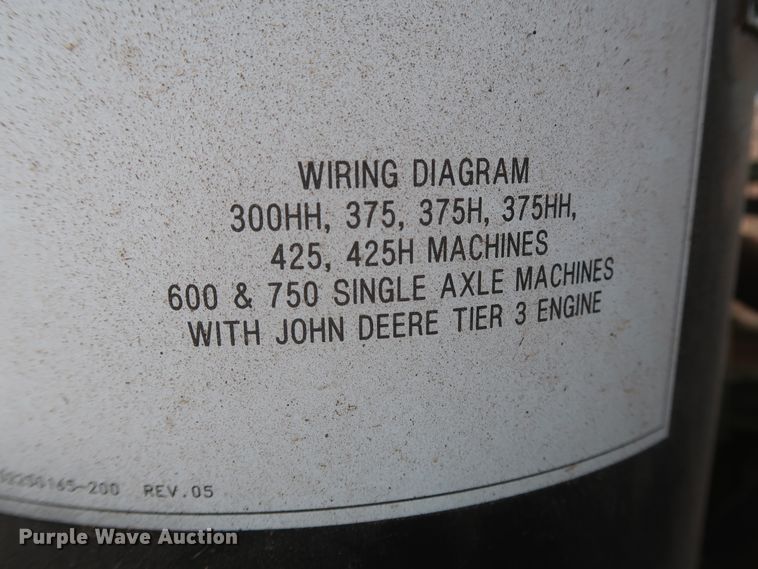 WIRING DIAGRAM
300HH, 375, 375H, 375HH,
425, 425H MACHINES
600 & 750 SINGLE AXLE MACHINES
WITH JOHN DEERE TIER 3 ENGINE
REV.05
Purple Wave Auction